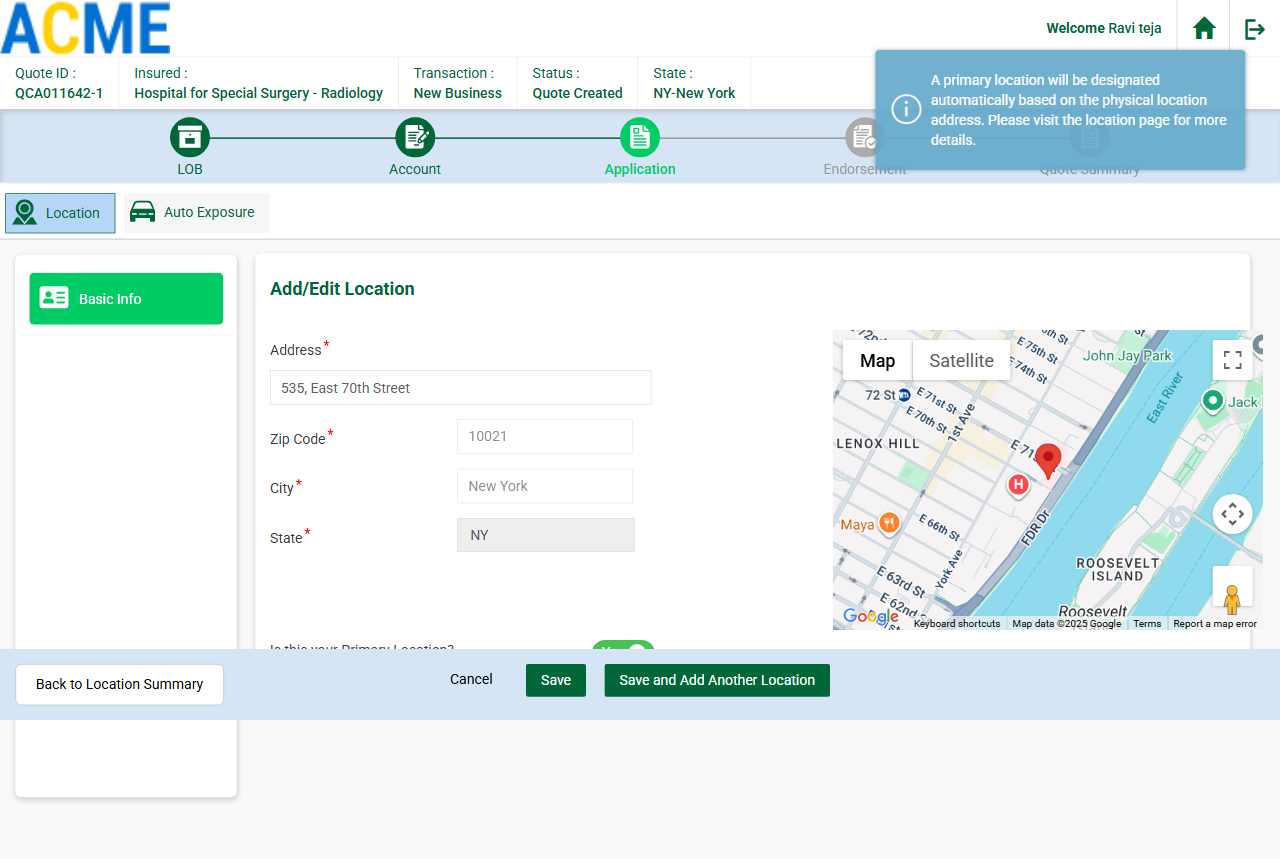 ACME
Welcome Ravi teja
Quote ID :
QCA011642-1
Insured :
Hospital for Special Surgery - Radiology
Transaction :
New Business
Status :
Quote Created
State :
NY-New York
A primary location will be designated
automatically based on the physical location
address. Please visit the location page for more
details.
LOB
Account
Application
Endorsement
Quote Summary
Location
Auto Exposure
Basic Info
Add/Edit Location
Address*
535, East 70th Street
Zip Code*
10021
City*
New York
State*
NY
Map
Satellite
E 75th St
E 74th St
John Jay Park
72 St
E 71st St
E 70th St
1st Ave
East River
Jack
LENOX HILL
E 71s
H
Maya
E 66th St
FDR Dr
York Ave
E 63rd St
E 62nd St
ROOSEVELT
ISLAND
Roosevelt
Google
Keyboard shortcuts
Map data ©2025 Google
Terms
Report a map error
Is this your Primary Location?
Yes
Back to Location Summary
Cancel
Save
Save and Add Another Location